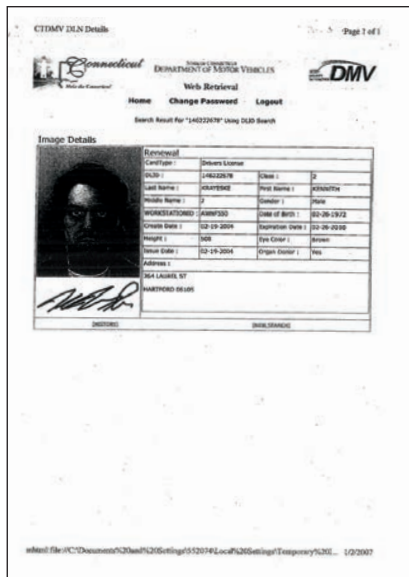 CTDMV DLN Details Page 1 of 1
Connecticut
DEPARTMENT OF MOTOR VEHICLES
DMV
Web Retrieval
Home Change Password Logout
Search Result For "148222678" Using DLID Search
Image Details
Renewal
CardType : Drivers License
DLID : 148222678 Class : 2
Last Name : KRAYESKE First Name : KENNETH
Middle Name : J Gender : Male
WORKSTATIONID : Date of Birth : 02-26-1972
Create Date : 02-19-2004 Expiration Date : 02-26-2010
Height : 508 Eye Color : Brown
Issue Date : 02-19-2004 Organ Donor : Yes
Address :
364 LAUREL ST
HARTFORD 06105
[HISTORY] [NEW SEARCH]
1/2/2007